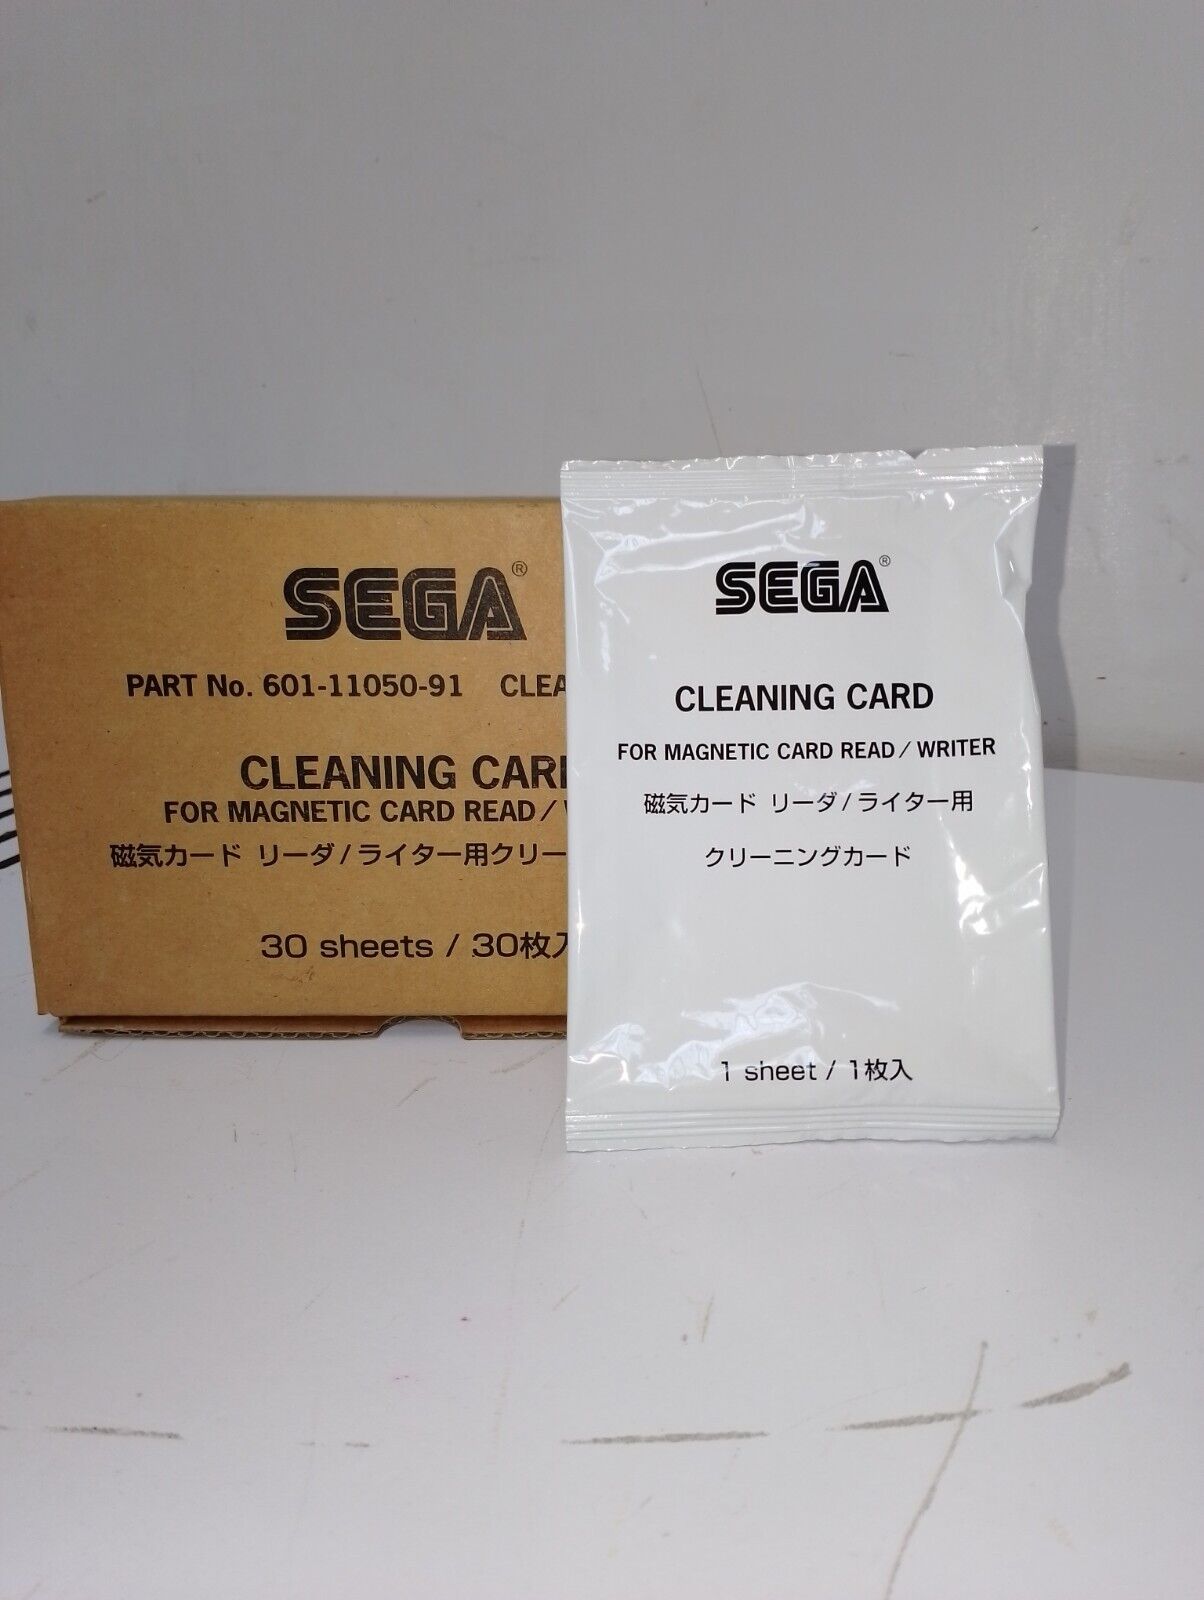 SEGA®
PART No. 601-11050-91 CLEA
CLEANING CAR
FOR MAGNETIC CARD READ/
磁気カード リーダ/ライター用クリー
30 sheets / 30枚入
SEGA®
CLEANING CARD
FOR MAGNETIC CARD READ/WRITER
磁気カード リーダ/ライター用
クリーニングカード
1 sheet / 1枚入